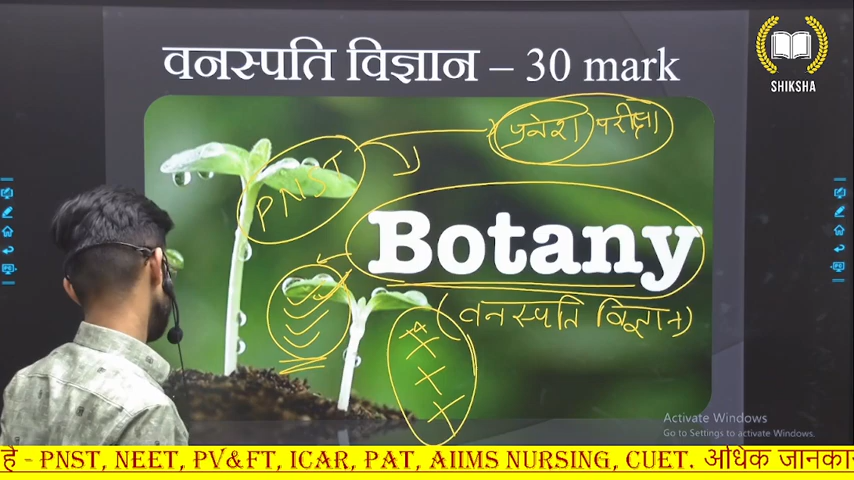 वनस्पति विज्ञान – 30 mark
SHIKSHA
प्रवेश परीक्षा
PNST
Botany
(वनस्पति विज्ञान)
Activate Windows
Go to Settings to activate Windows.
हे - PNST, NEET, PV&FT, ICAR, PAT, AIIMS NURSING, CUET. अधिक जानका